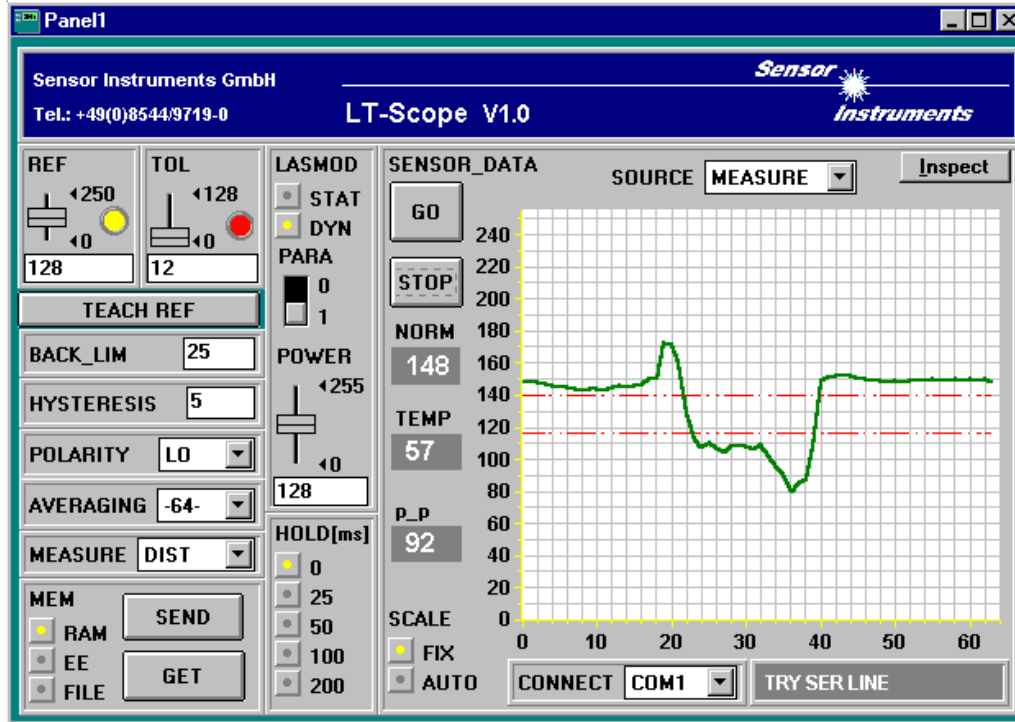 Panel1
Sensor Instruments GmbH
Tel.: +49(0)8544/9719-0
LT-Scope V1.0
Sensor
Instruments
REF
250
0
128
TOL
128
0
12
TEACH REF
BACK_LIM 25
HYSTERESIS 5
POLARITY LO
AVERAGING -64-
MEASURE DIST
MEM
RAM
EE
FILE
SEND
GET
LASMOD
STAT
DYN
PARA
0
1
POWER
255
0
128
HOLD[ms]
0
25
50
100
200
SENSOR_DATA
GO
STOP
NORM
148
TEMP
57
p_p
92
SCALE
FIX
AUTO
SOURCE MEASURE
Inspect
240
220
200
180
160
140
120
100
80
60
40
20
0
0 10 20 30 40 50 60
CONNECT COM1
TRY SER LINE